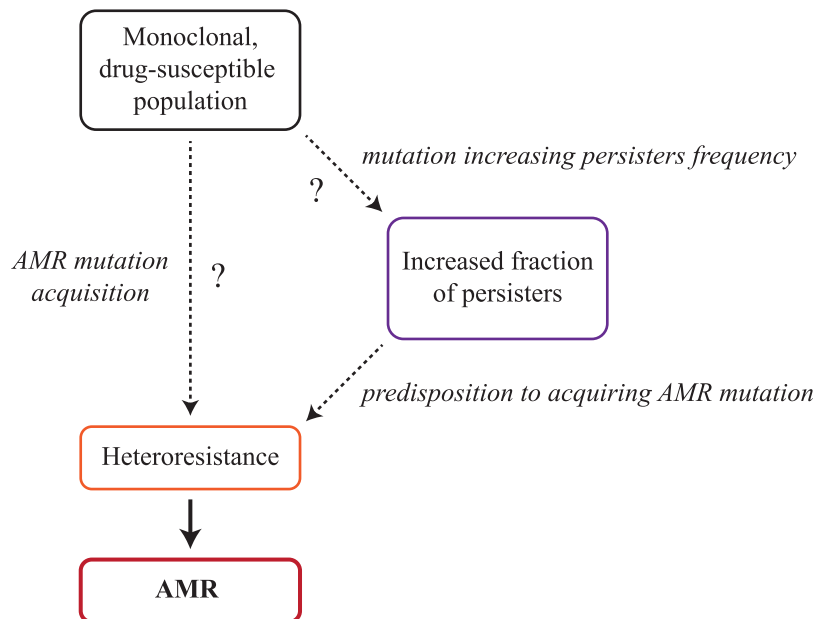 Monoclonal,
drug-susceptible
population
mutation increasing persisters frequency
?
AMR mutation
acquisition
?
Increased fraction
of persisters
predisposition to acquiring AMR mutation
Heteroresistance
AMR